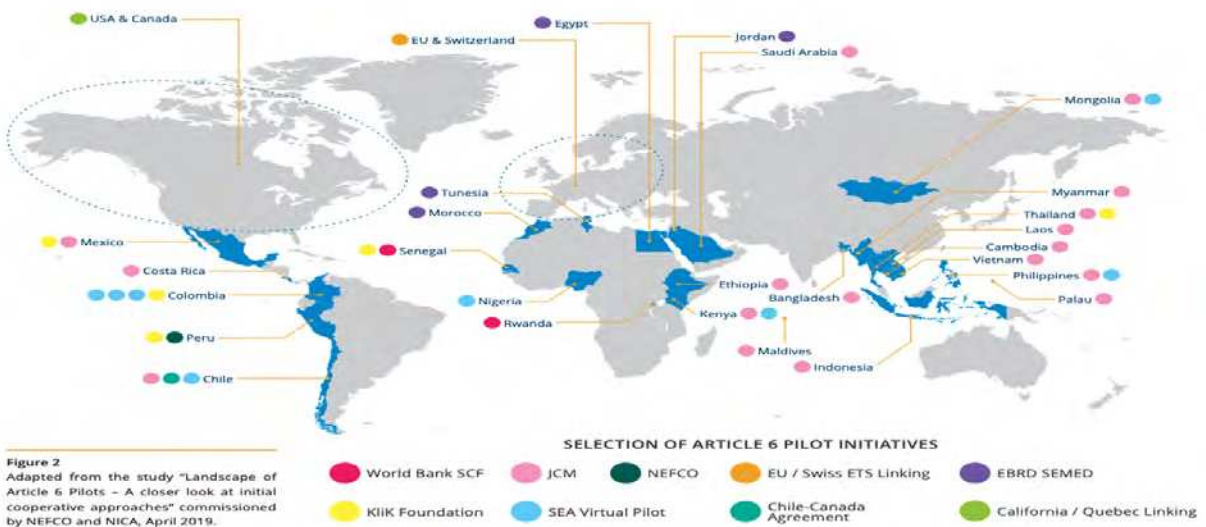 USA & Canada
EU & Switzerland
Egypt
Jordan
Saudi Arabia
Mongolia
Tunesia
Morocco
Myanmar
Thailand
Laos
Mexico
Senegal
Cambodia
Costa Rica
Vietnam
Philippines
Colombia
Nigeria
Ethiopia
Bangladesh
Palau
Rwanda
Kenya
Peru
Maldives
Indonesia
Chile
SELECTION OF ARTICLE 6 PILOT INITIATIVES
Figure 2
Adapted from the study "Landscape of
Article 6 Pilots – A closer look at initial
cooperative approaches" commissioned
by NEFCO and NICA, April 2019.
World Bank SCF
JCM
NEFCO
EU / Swiss ETS Linking
EBRD SEMED
KliK Foundation
SEA Virtual Pilot
Chile-Canada
Agreement
California / Quebec Linking